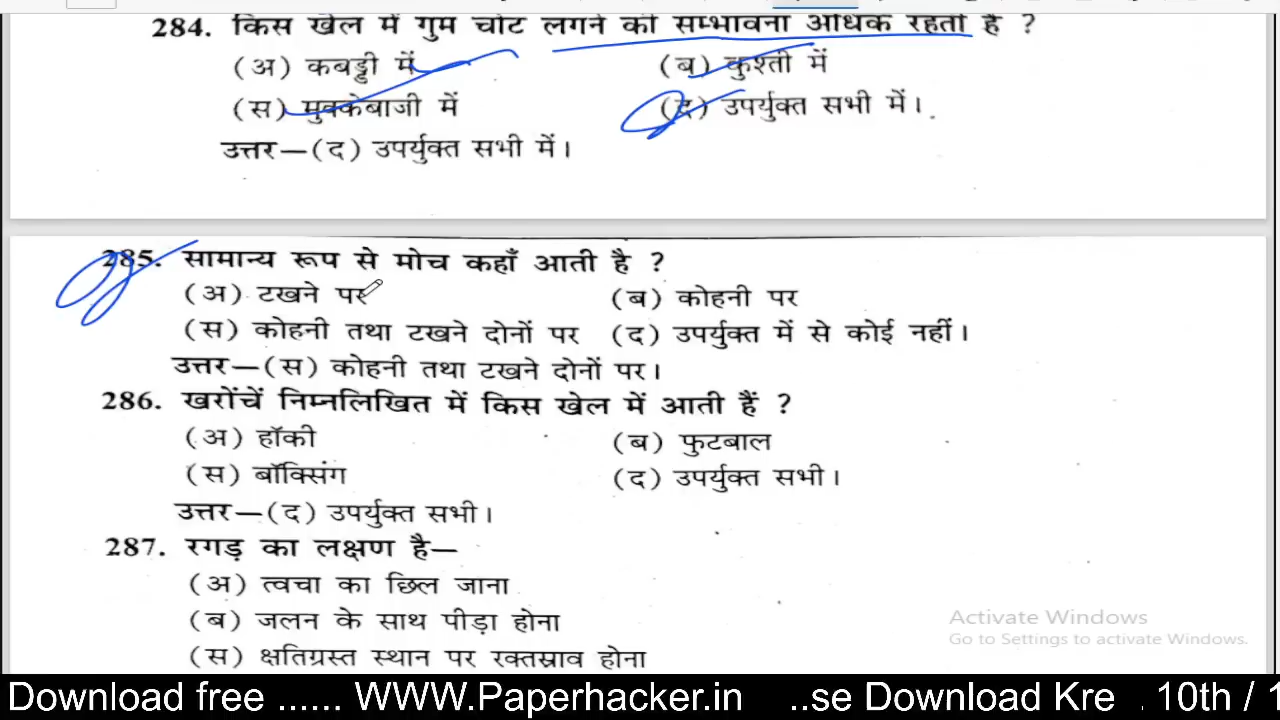 284. किस खेल में गुम चोट लगने की सम्भावना अधिक रहती है ?
(अ) कबड्डी में (ब) कुश्ती में
(स) मुक्केबाजी में (द) उपर्युक्त सभी में।
उत्तर—(द) उपर्युक्त सभी में।
285. सामान्य रूप से मोच कहाँ आती है ?
(अ) टखने पर (ब) कोहनी पर
(स) कोहनी तथा टखने दोनों पर (द) उपर्युक्त में से कोई नहीं।
उत्तर—(स) कोहनी तथा टखने दोनों पर।
286. खरोंचें निम्नलिखित में किस खेल में आती हैं ?
(अ) हॉकी (ब) फुटबाल
(स) बॉक्सिंग (द) उपर्युक्त सभी।
उत्तर—(द) उपर्युक्त सभी।
287. रगड़ का लक्षण है—
(अ) त्वचा का छिल जाना
(ब) जलन के साथ पीड़ा होना
(स) क्षतिग्रस्त स्थान पर रक्तस्राव होना
Activate Windows
Go to Settings to activate Windows.
Download free ...... WWW.Paperhacker.in ..se Download Kre . 10th / 1